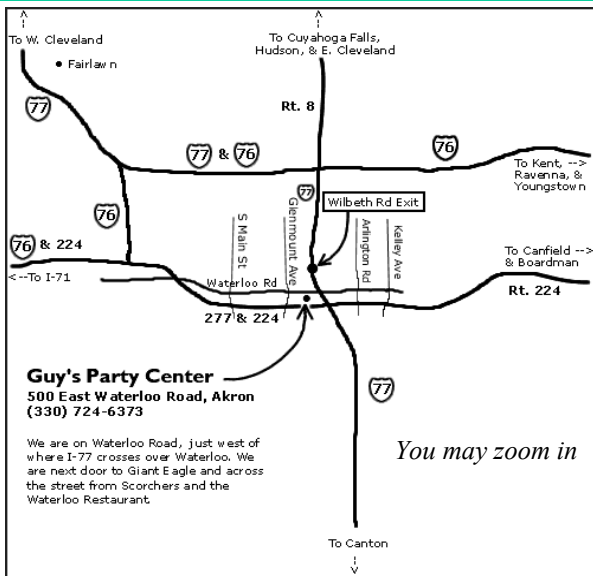 To W. Cleveland
To Cuyahoga Falls,
Hudson, & E. Cleveland
• Fairlawn
77
Rt. 8
77 & 76
76
To Kent, -->
Ravenna, &
Youngstown
76
77
Wilbeth Rd Exit
S Main St
Glenmount Ave
Arlington Rd
Kelley Ave
76 & 224
<--To I-71
Waterloo Rd
To Canfield -->
& Boardman
Rt. 224
277 & 224
Guy's Party Center
500 East Waterloo Road, Akron
(330) 724-6373
77
We are on Waterloo Road, just west of
where I-77 crosses over Waterloo. We
are next door to Giant Eagle and across
the street from Scorchers and the
Waterloo Restaurant.
You may zoom in
To Canton